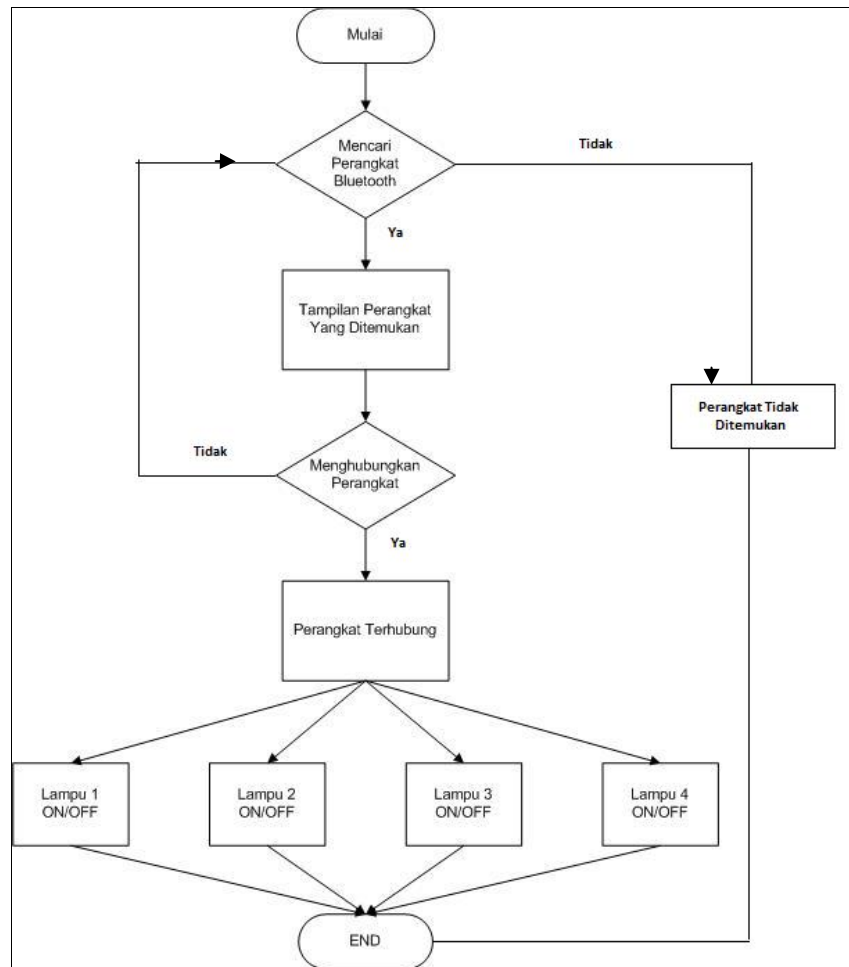 Mulai
Mencari
Perangkat
Bluetooth
Tidak
Ya
Tampilan Perangkat
Yang Ditemukan
Perangkat Tidak
Ditemukan
Tidak
Menghubungkan
Perangkat
Ya
Perangkat Terhubung
Lampu 1
ON/OFF
Lampu 2
ON/OFF
Lampu 3
ON/OFF
Lampu 4
ON/OFF
END